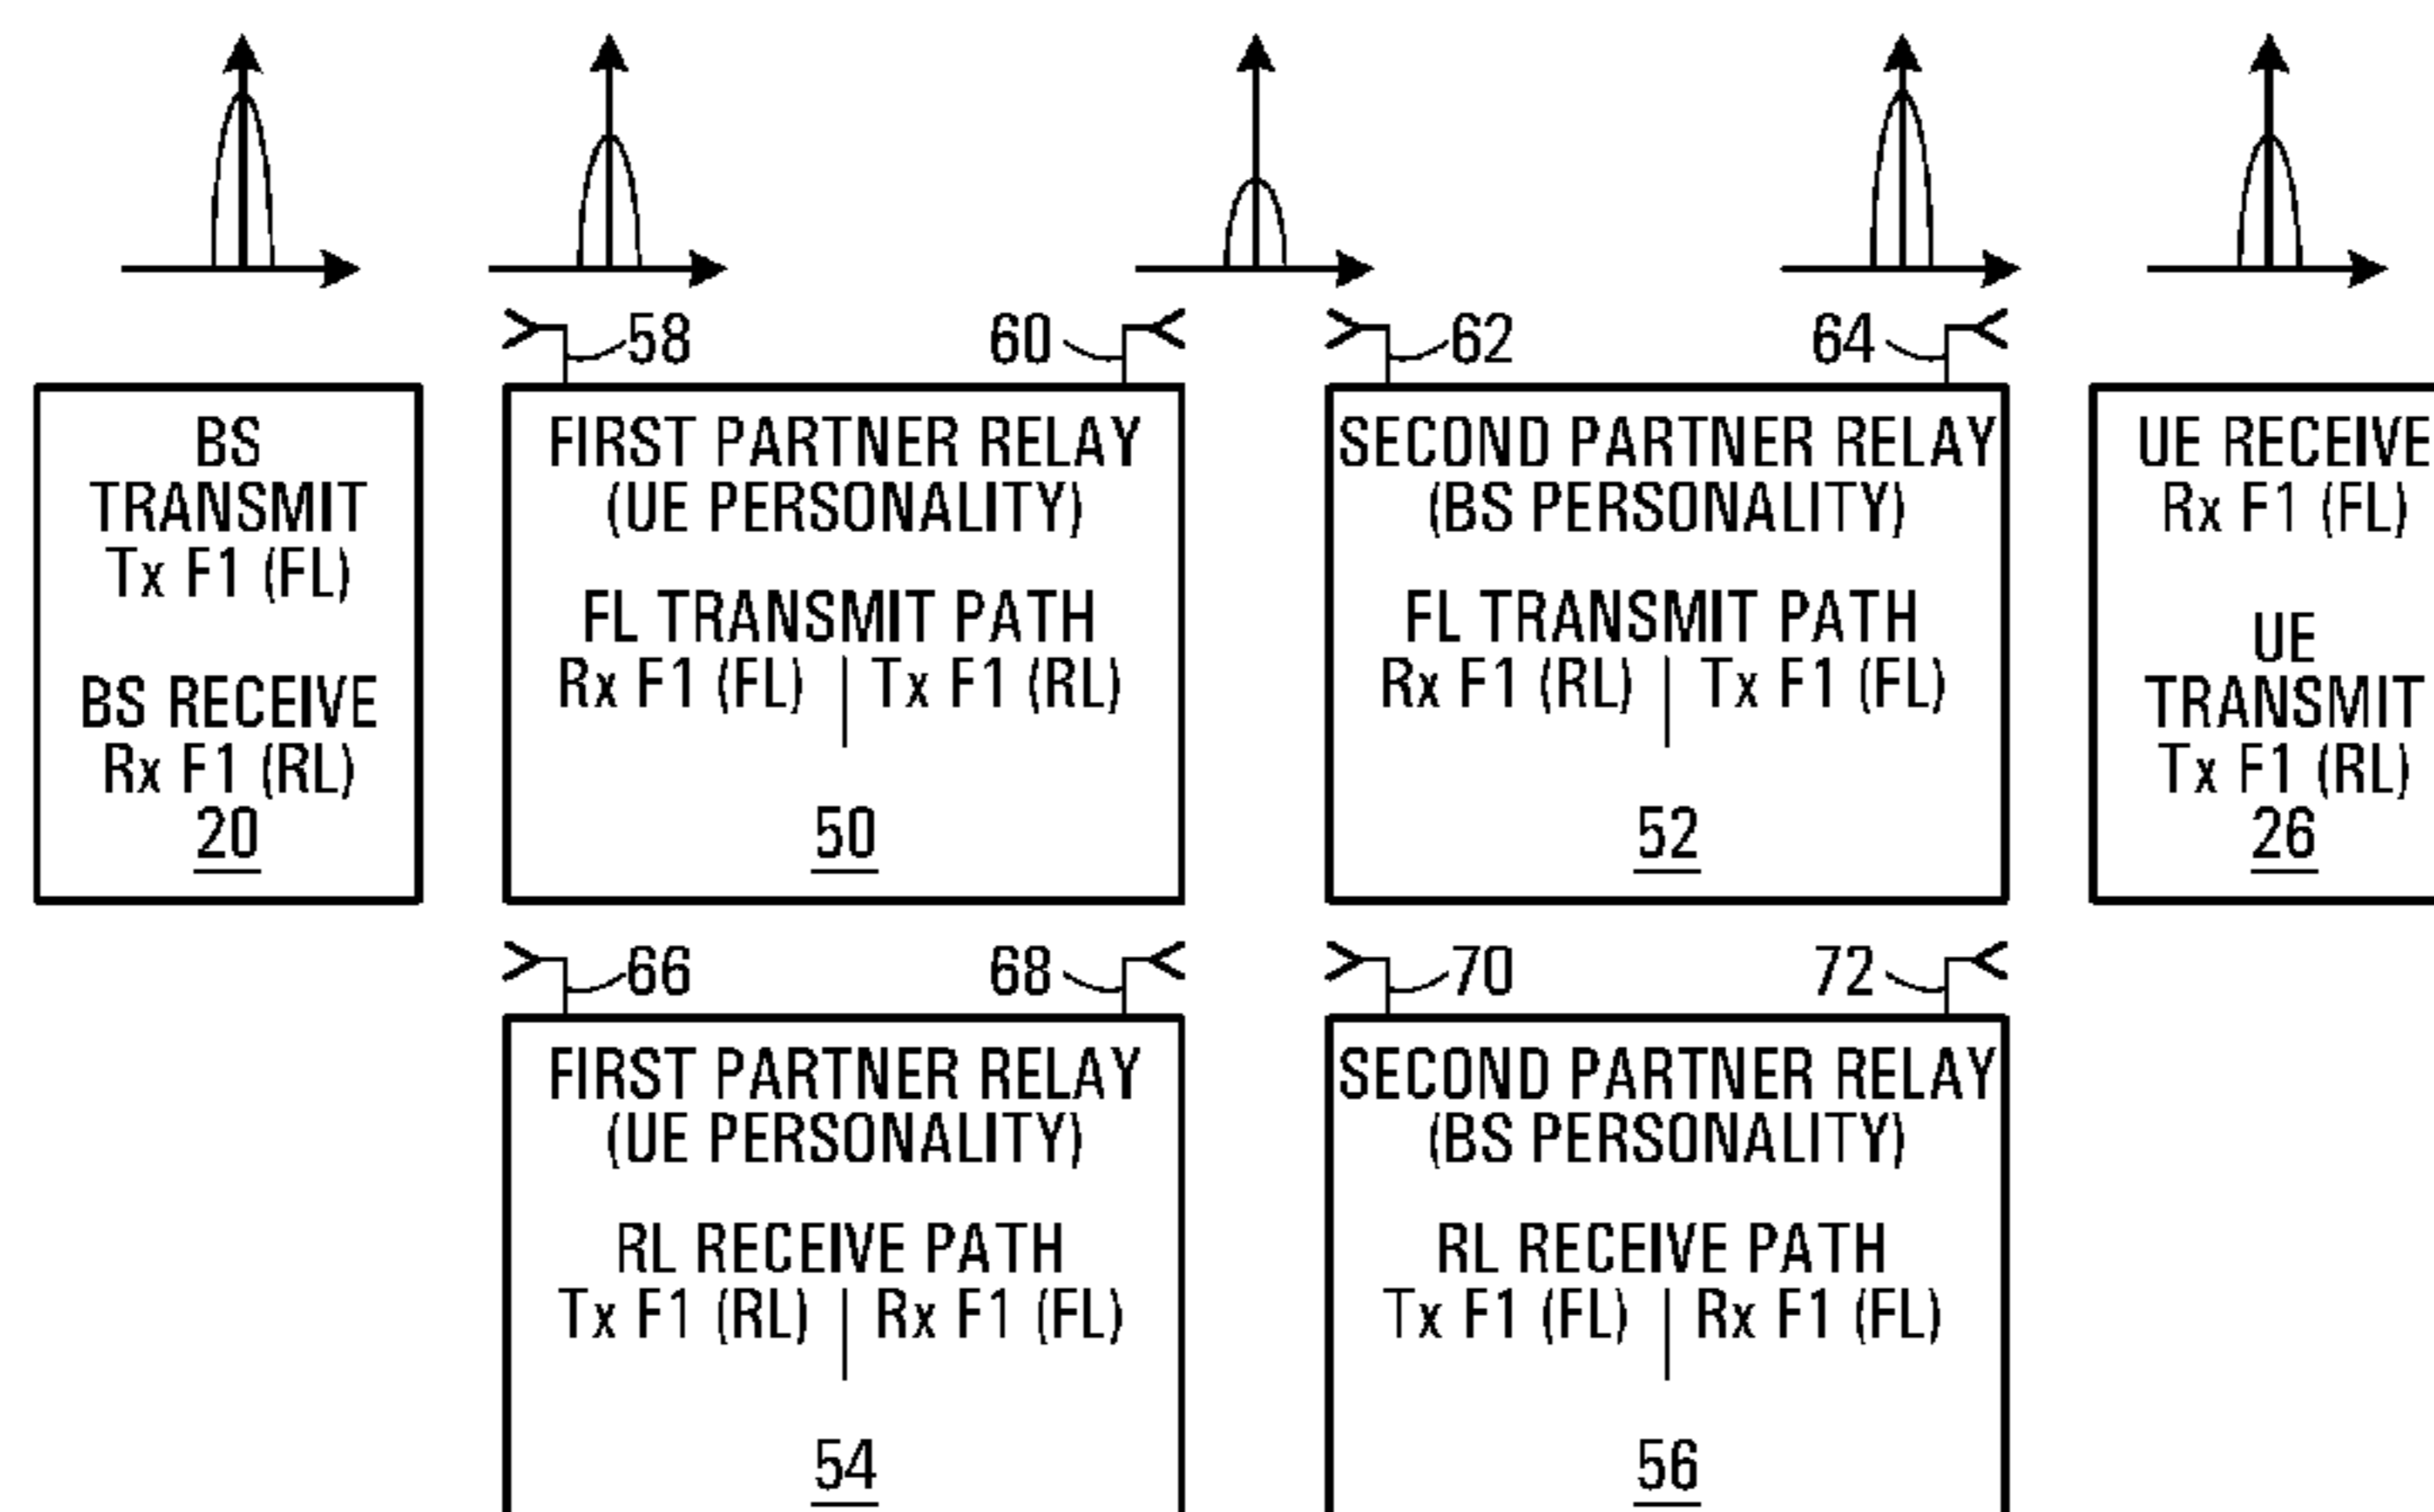 58
60
62
64
BS
TRANSMIT
Tx F1 (FL)
BS RECEIVE
Rx F1 (RL)
20
FIRST PARTNER RELAY
(UE PERSONALITY)
FL TRANSMIT PATH
Rx F1 (FL) | Tx F1 (RL)
50
SECOND PARTNER RELAY
(BS PERSONALITY)
FL TRANSMIT PATH
Rx F1 (RL) | Tx F1 (FL)
52
UE RECEIVE
Rx F1 (FL)
UE
TRANSMIT
Tx F1 (RL)
26
66
68
70
72
FIRST PARTNER RELAY
(UE PERSONALITY)
RL RECEIVE PATH
Tx F1 (RL) | Rx F1 (FL)
54
SECOND PARTNER RELAY
(BS PERSONALITY)
RL RECEIVE PATH
Tx F1 (FL) | Rx F1 (FL)
56